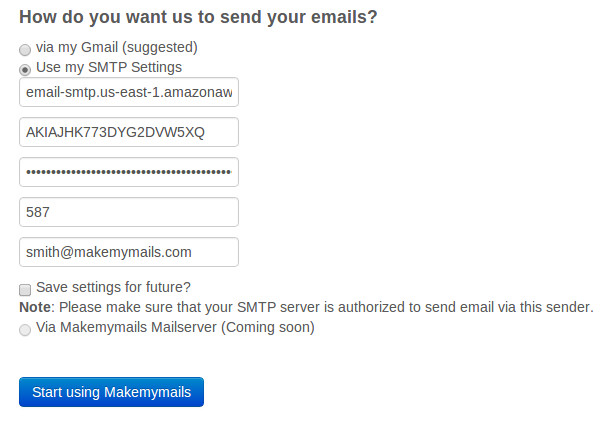 How do you want us to send your emails?
via my Gmail (suggested)
Use my SMTP Settings
email-smtp.us-east-1.amazonaw
AKIAJHK773DYG2DVW5XQ
587
smith@makemymails.com
Save settings for future?
Note: Please make sure that your SMTP server is authorized to send email via this sender.
Via Makemymails Mailserver (Coming soon)
Start using Makemymails